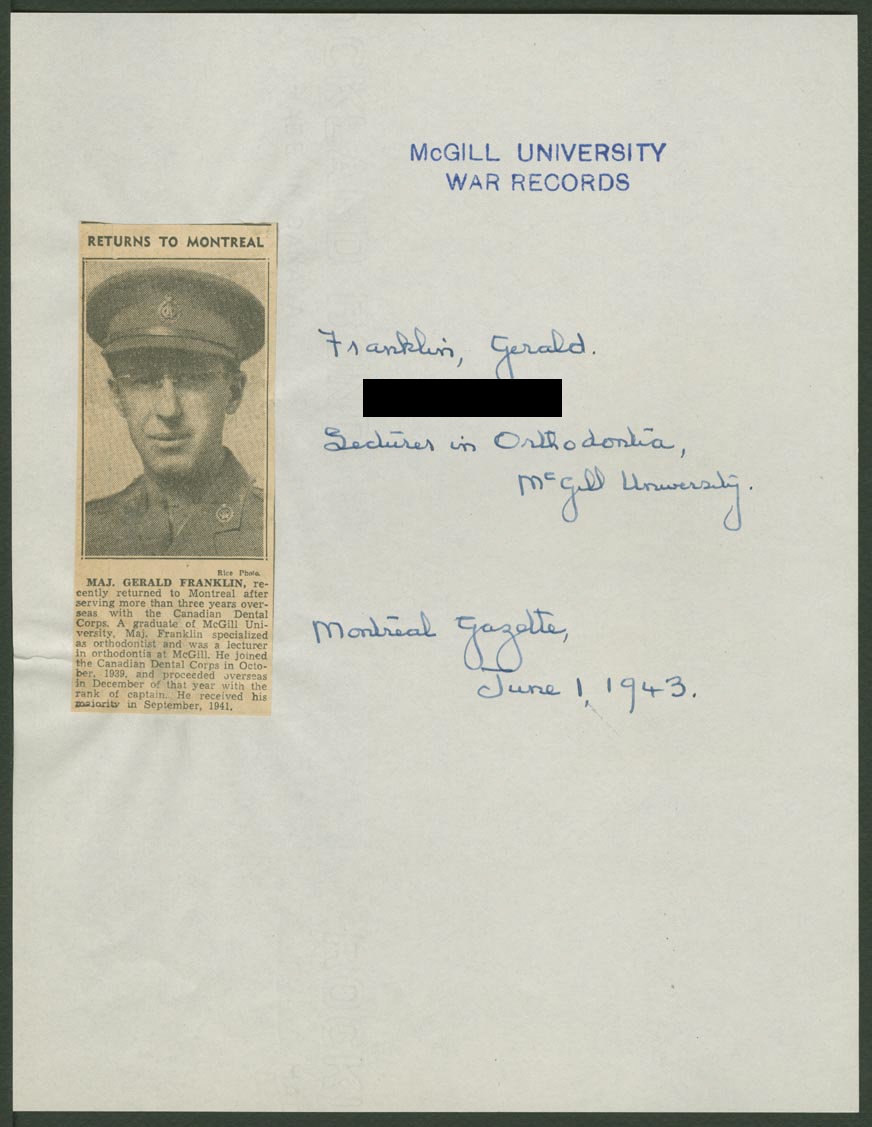 McGILL UNIVERSITY
WAR RECORDS
RETURNS TO MONTREAL
Rice Photo.
MAJ. GERALD FRANKLIN, re-
cently returned to Montreal after
serving more than three years over-
seas with the Canadian Dental
Corps. A graduate of McGill Uni-
versity, Maj. Franklin specialized
as orthodontist and was a lecturer
in orthodontia at McGill. He joined
the Canadian Dental Corps in Octo-
ber, 1939, and proceeded overseas
in December of that year with the
rank of captain. He received his
majority in September, 1941.
Franklin, Gerald.
Lecturer in Orthodontia,
McGill University.
Montreal Gazette,
June 1, 1943.